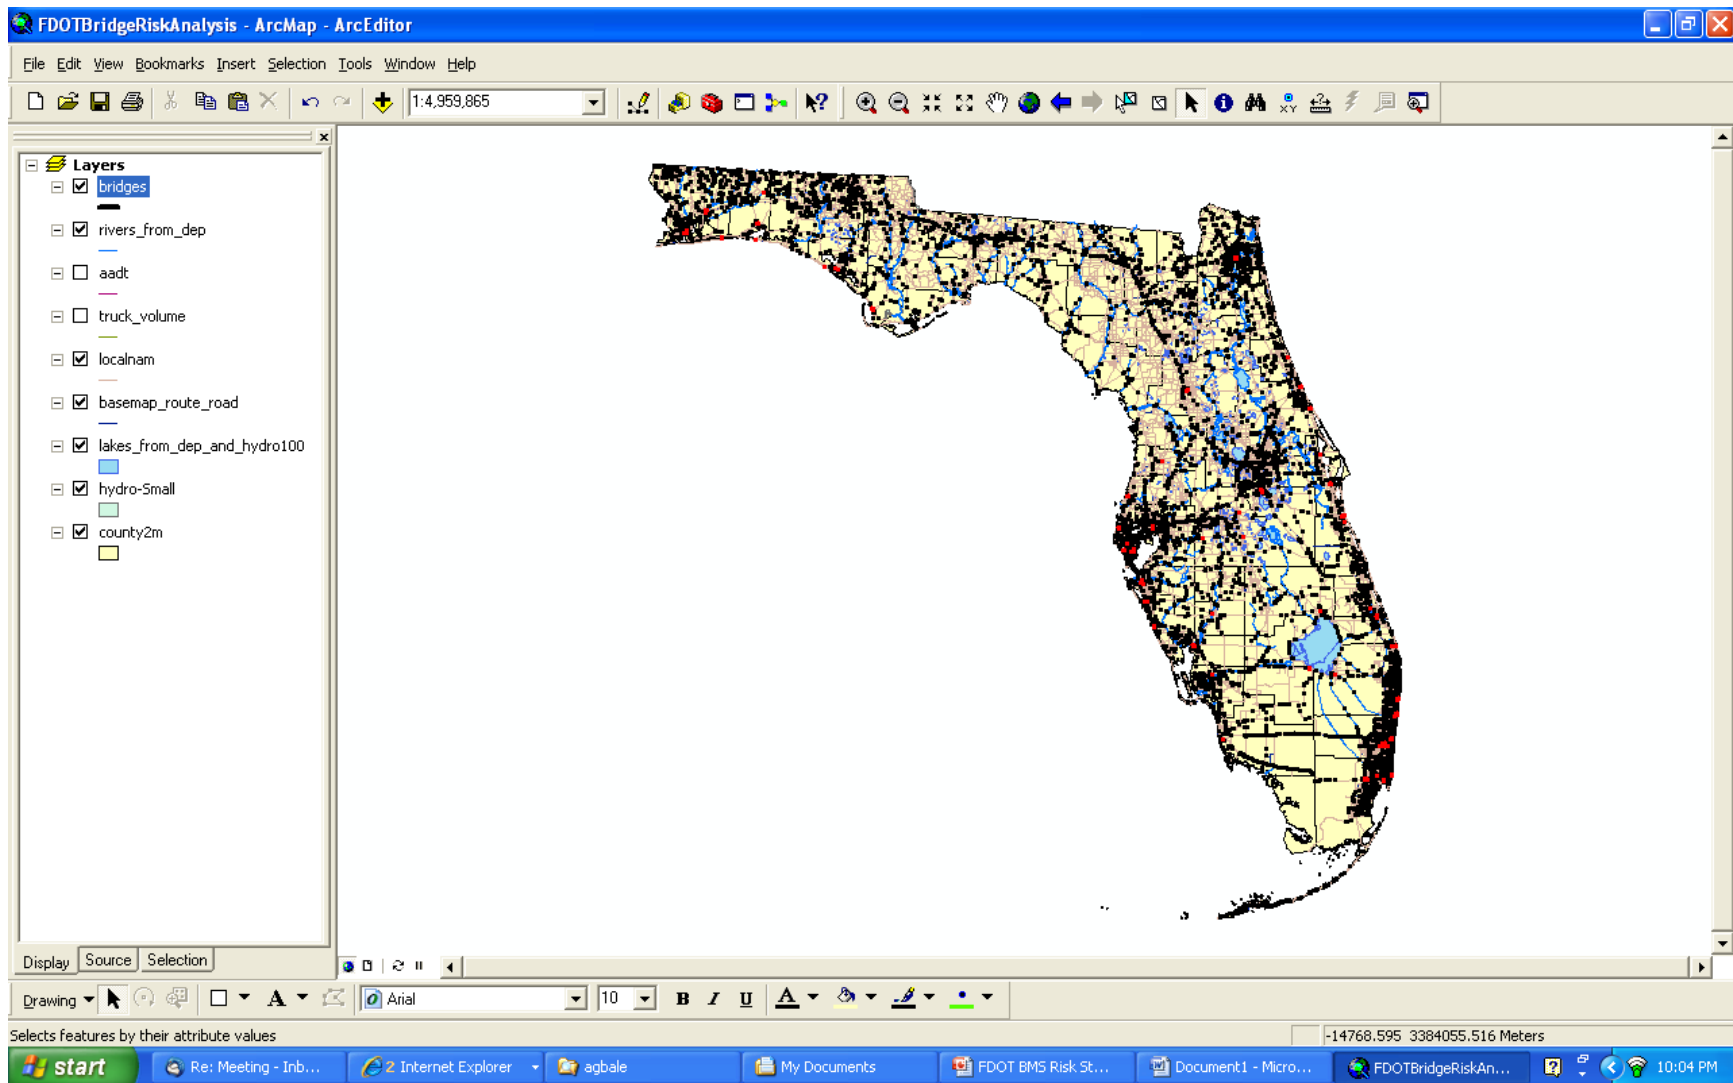 FDOTBridgeRiskAnalysis - ArcMap - ArcEditor
File Edit View Bookmarks Insert Selection Tools Window Help
1:4,959,865
Layers
bridges
rivers_from_dep
aadt
truck_volume
localnam
basemap_route_road
lakes_from_dep_and_hydro100
hydro-Small
county2m
Display Source Selection
Drawing A Arial 10 B I U A
Selects features by their attribute values
-14768.595 3384055.516 Meters
start Re: Meeting - Inb... 2 Internet Explorer agbale My Documents FDOT BMS Risk St... Document1 - Micro... FDOTBridgeRiskAn... 10:04 PM